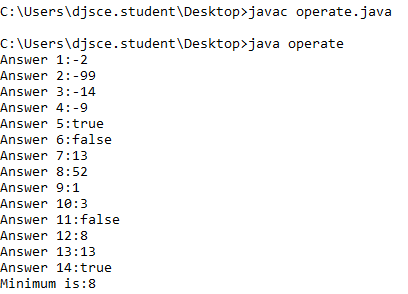 C:\Users\djsce.student\Desktop>javac operate.java
C:\Users\djsce.student\Desktop>java operate
Answer 1:-2
Answer 2:-99
Answer 3:-14
Answer 4:-9
Answer 5:true
Answer 6:false
Answer 7:13
Answer 8:52
Answer 9:1
Answer 10:3
Answer 11:false
Answer 12:8
Answer 13:13
Answer 14:true
Minimum is:8